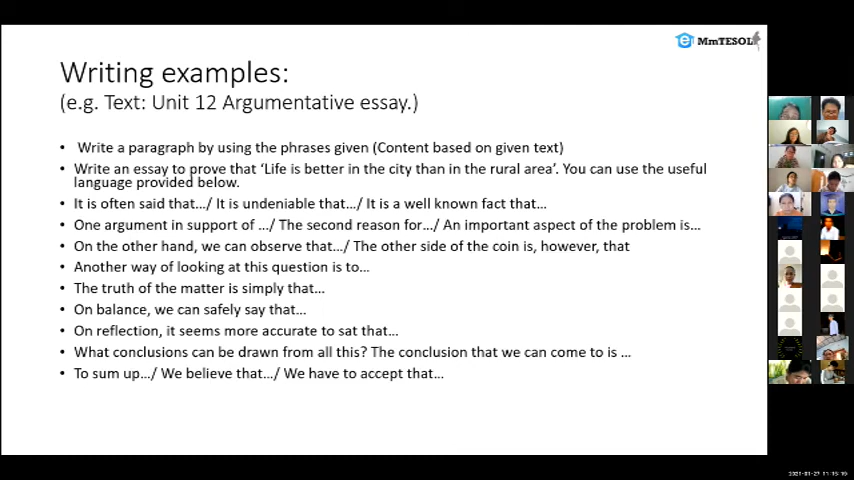 MmTESOL
Writing examples:
(e.g. Text: Unit 12 Argumentative essay.)
• Write a paragraph by using the phrases given (Content based on given text)
• Write an essay to prove that ‘Life is better in the city than in the rural area’. You can use the useful
language provided below.
• It is often said that…/ It is undeniable that…/ It is a well known fact that…
• One argument in support of …/ The second reason for…/ An important aspect of the problem is…
• On the other hand, we can observe that…/ The other side of the coin is, however, that
• Another way of looking at this question is to…
• The truth of the matter is simply that…
• On balance, we can safely say that…
• On reflection, it seems more accurate to sat that…
• What conclusions can be drawn from all this? The conclusion that we can come to is …
• To sum up…/ We believe that…/ We have to accept that…